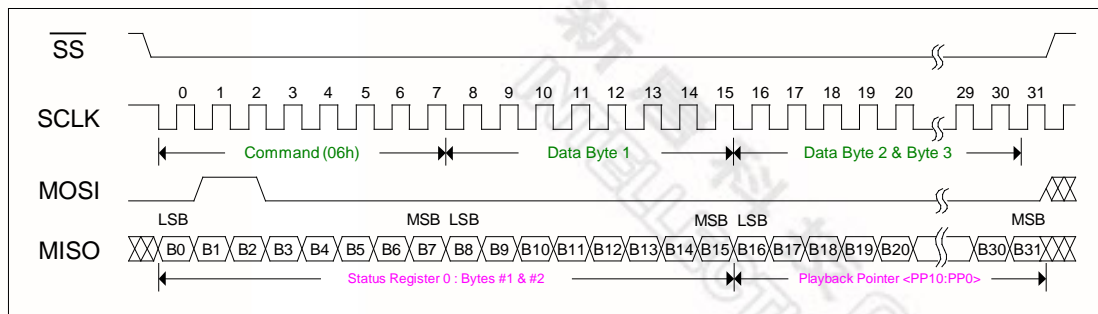 SS
0 1 2 3 4 5 6 7 8 9 10 11 12 13 14 15 16 17 18 19 20 29 30 31
SCLK
Command (06h) Data Byte 1 Data Byte 2 & Byte 3
MOSI
LSB MSB LSB MSB LSB MSB
MISO B0 B1 B2 B3 B4 B5 B6 B7 B8 B9 B10 B11 B12 B13 B14 B15 B16 B17 B18 B19 B20 B30 B31
Status Register 0 : Bytes #1 & #2 Playback Pointer <PP10:PP0>